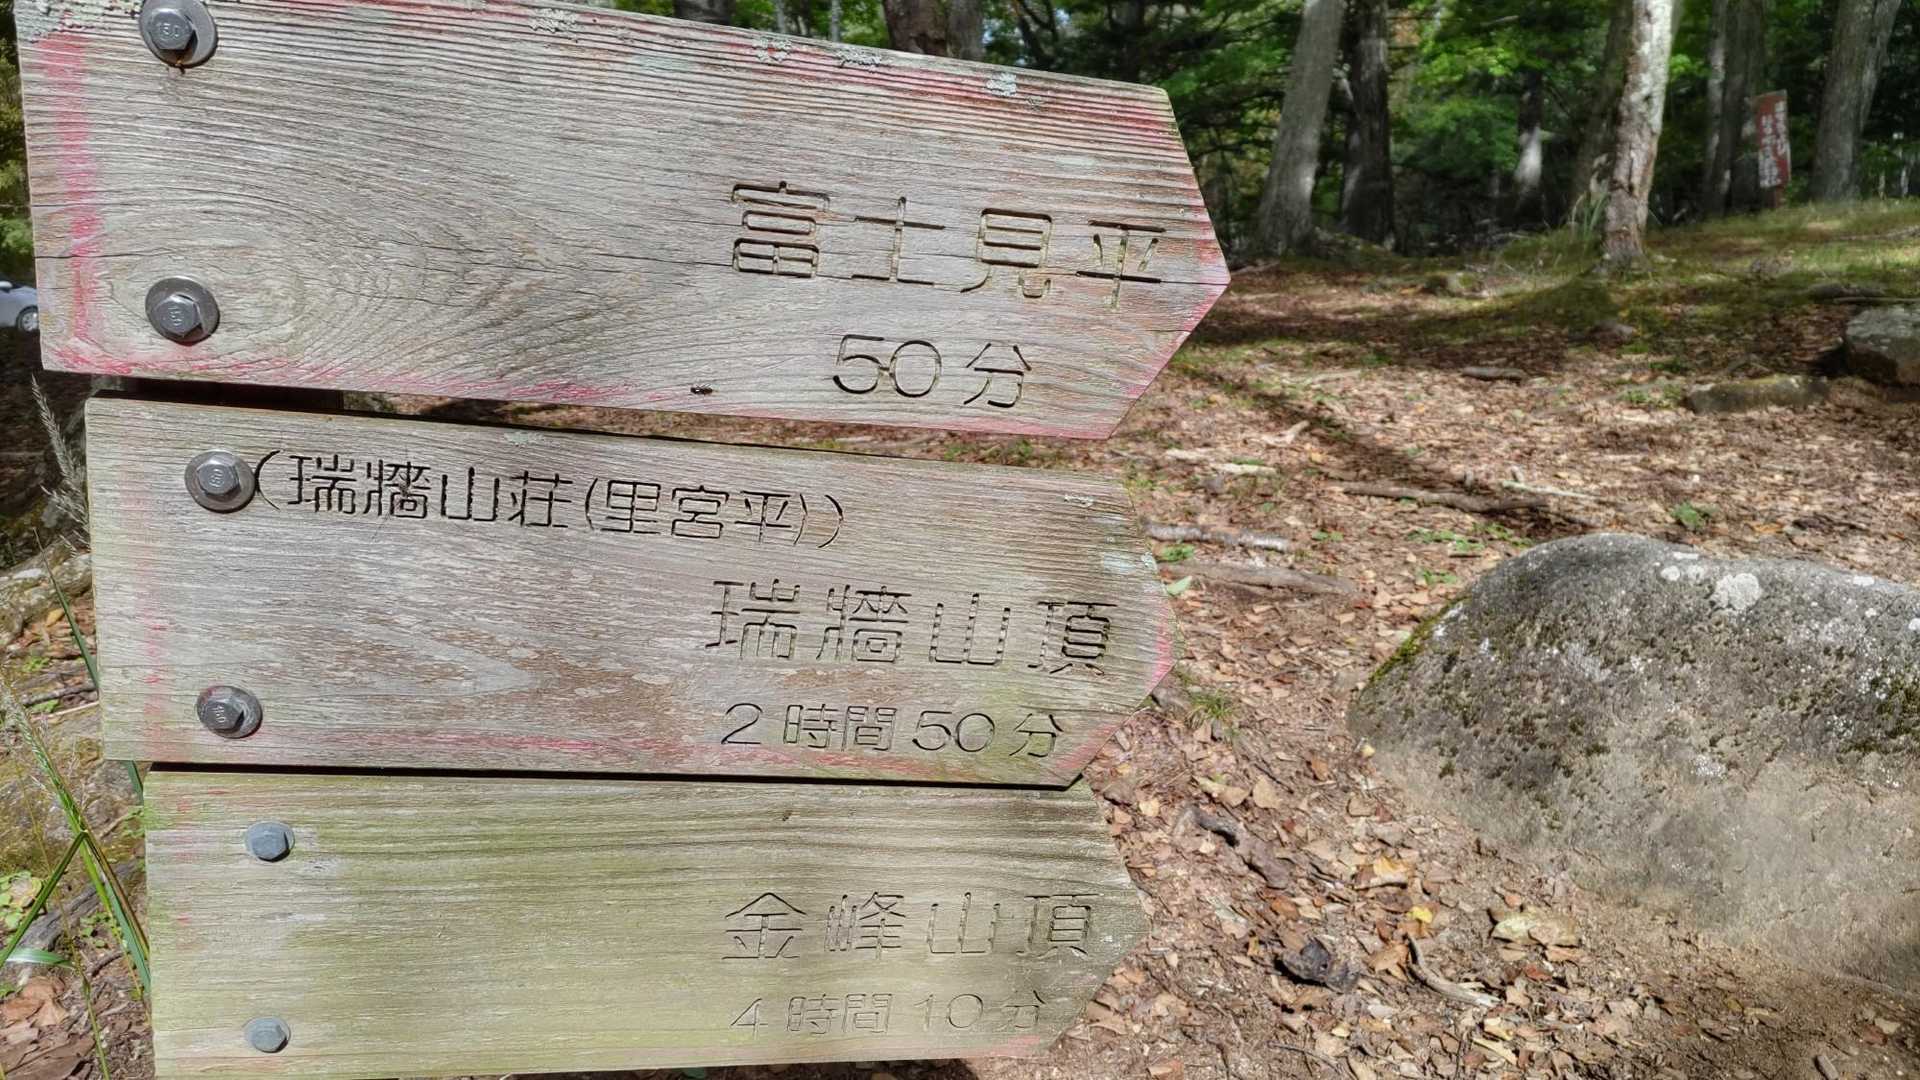 富士見平
50分
(瑞牆山荘(里宮平))
瑞牆山頂
2時間50分
金峰山頂
4時間10分